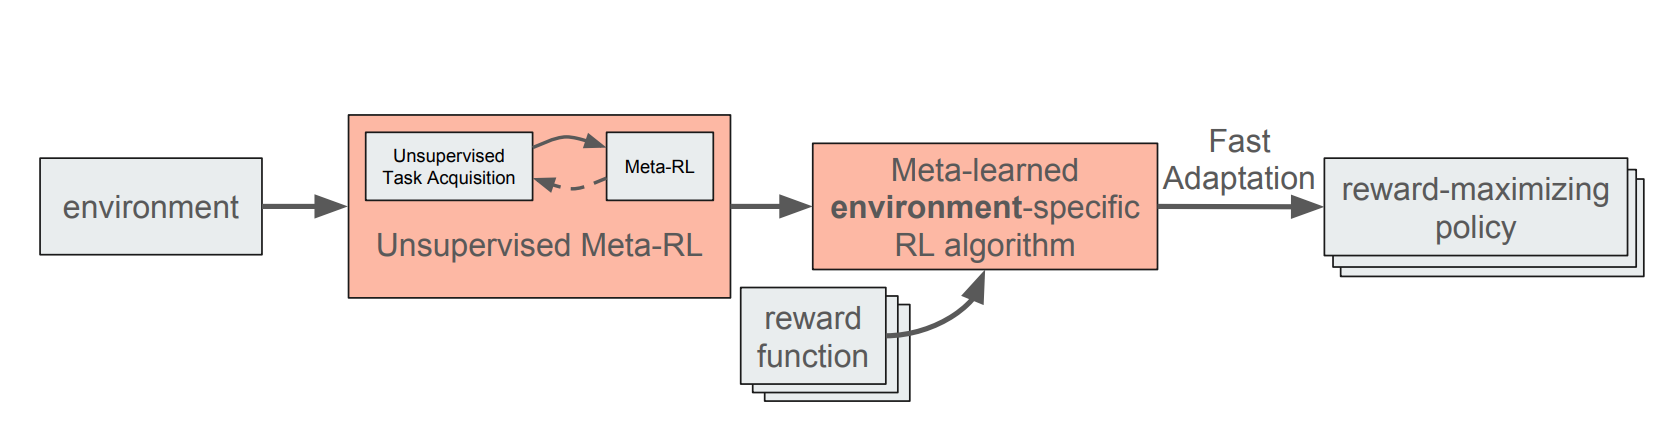 environment
Unsupervised
Task Acquisition
Meta-RL
Unsupervised Meta-RL
Meta-learned
environment-specific
RL algorithm
reward
function
Fast
Adaptation
reward-maximizing
policy